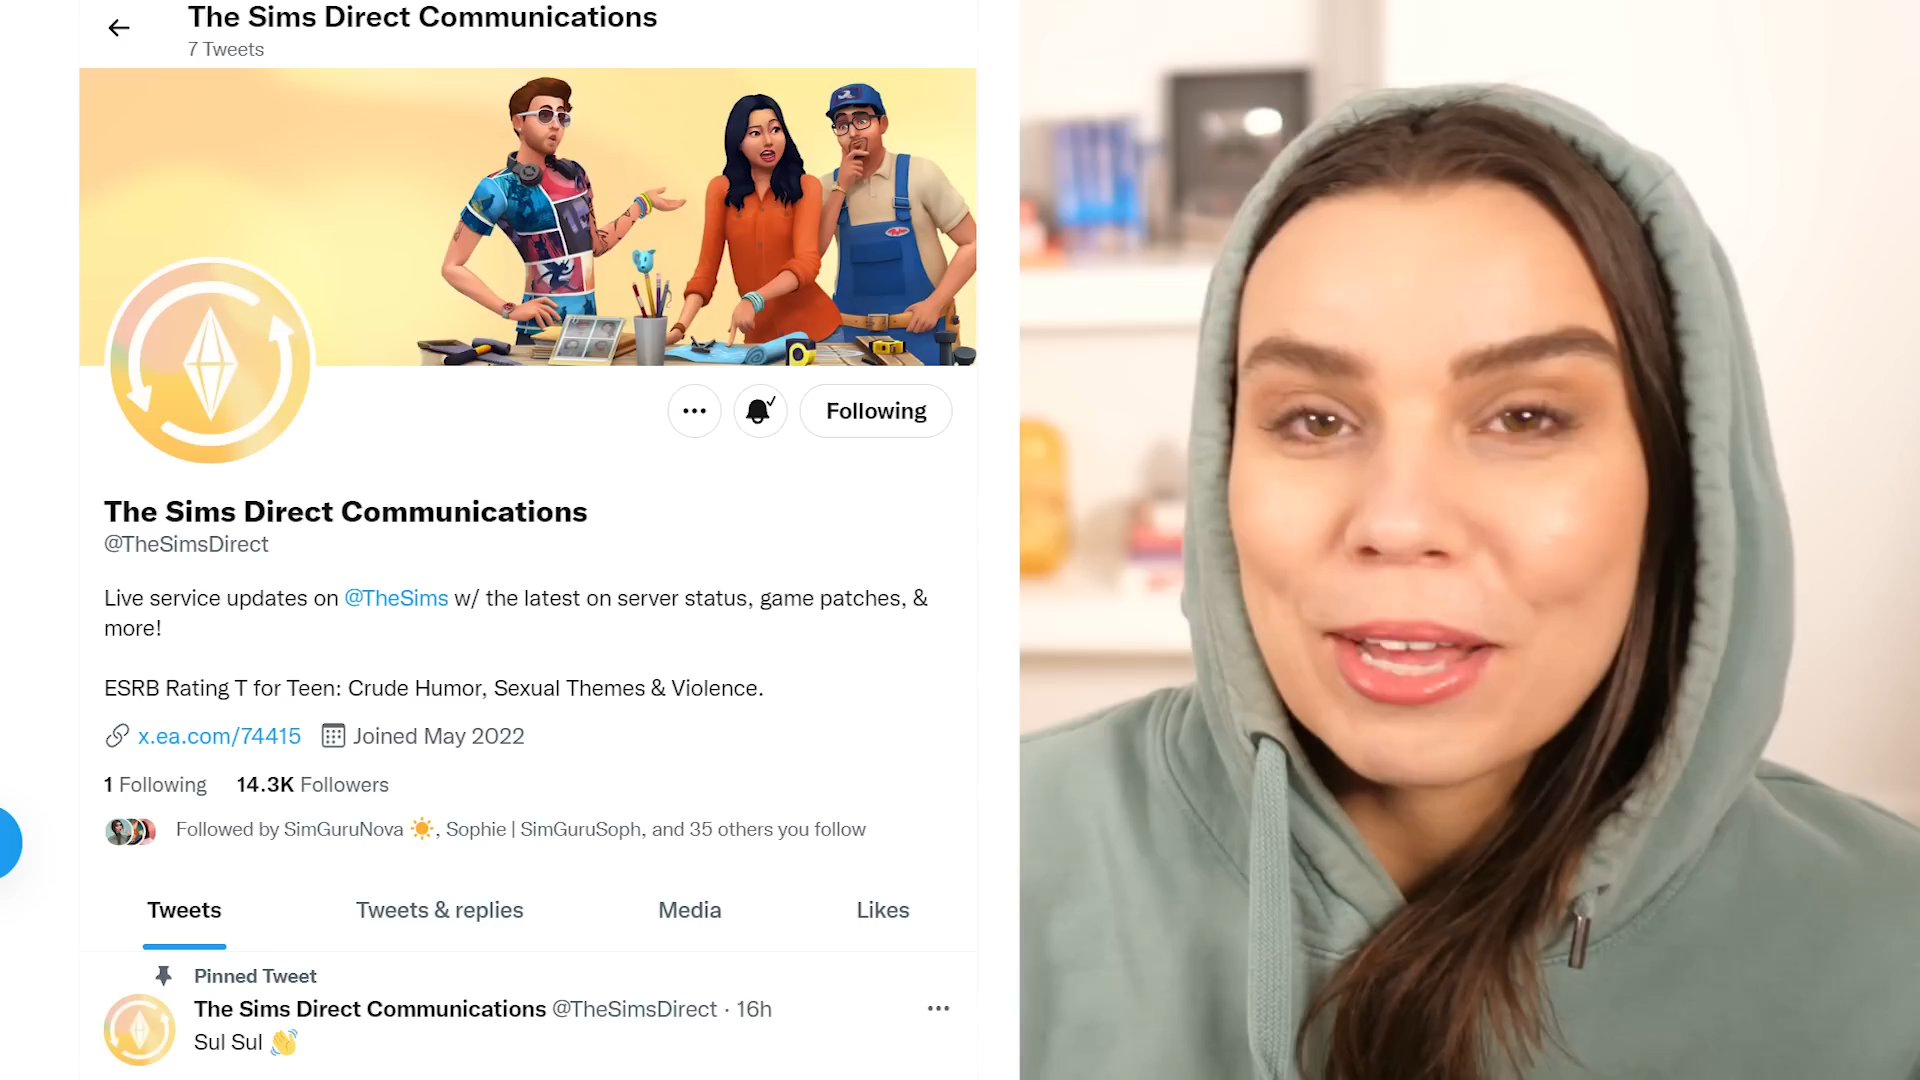 The Sims Direct Communications
7 Tweets
Following
The Sims Direct Communications
@TheSimsDirect
Live service updates on @TheSims w/ the latest on server status, game patches, &
more!
ESRB Rating T for Teen: Crude Humor, Sexual Themes & Violence.
x.ea.com/74415 Joined May 2022
1 Following 14.3K Followers
Followed by SimGuruNova ☀️, Sophie | SimGuruSoph, and 35 others you follow
Tweets Tweets & replies Media Likes
Pinned Tweet
The Sims Direct Communications @TheSimsDirect · 16h
Sul Sul 👋